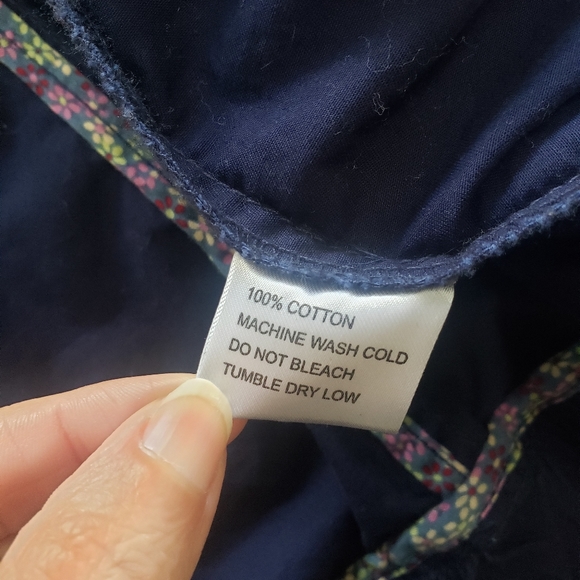 100% COTTON
MACHINE WASH COLD
DO NOT BLEACH
TUMBLE DRY LOW